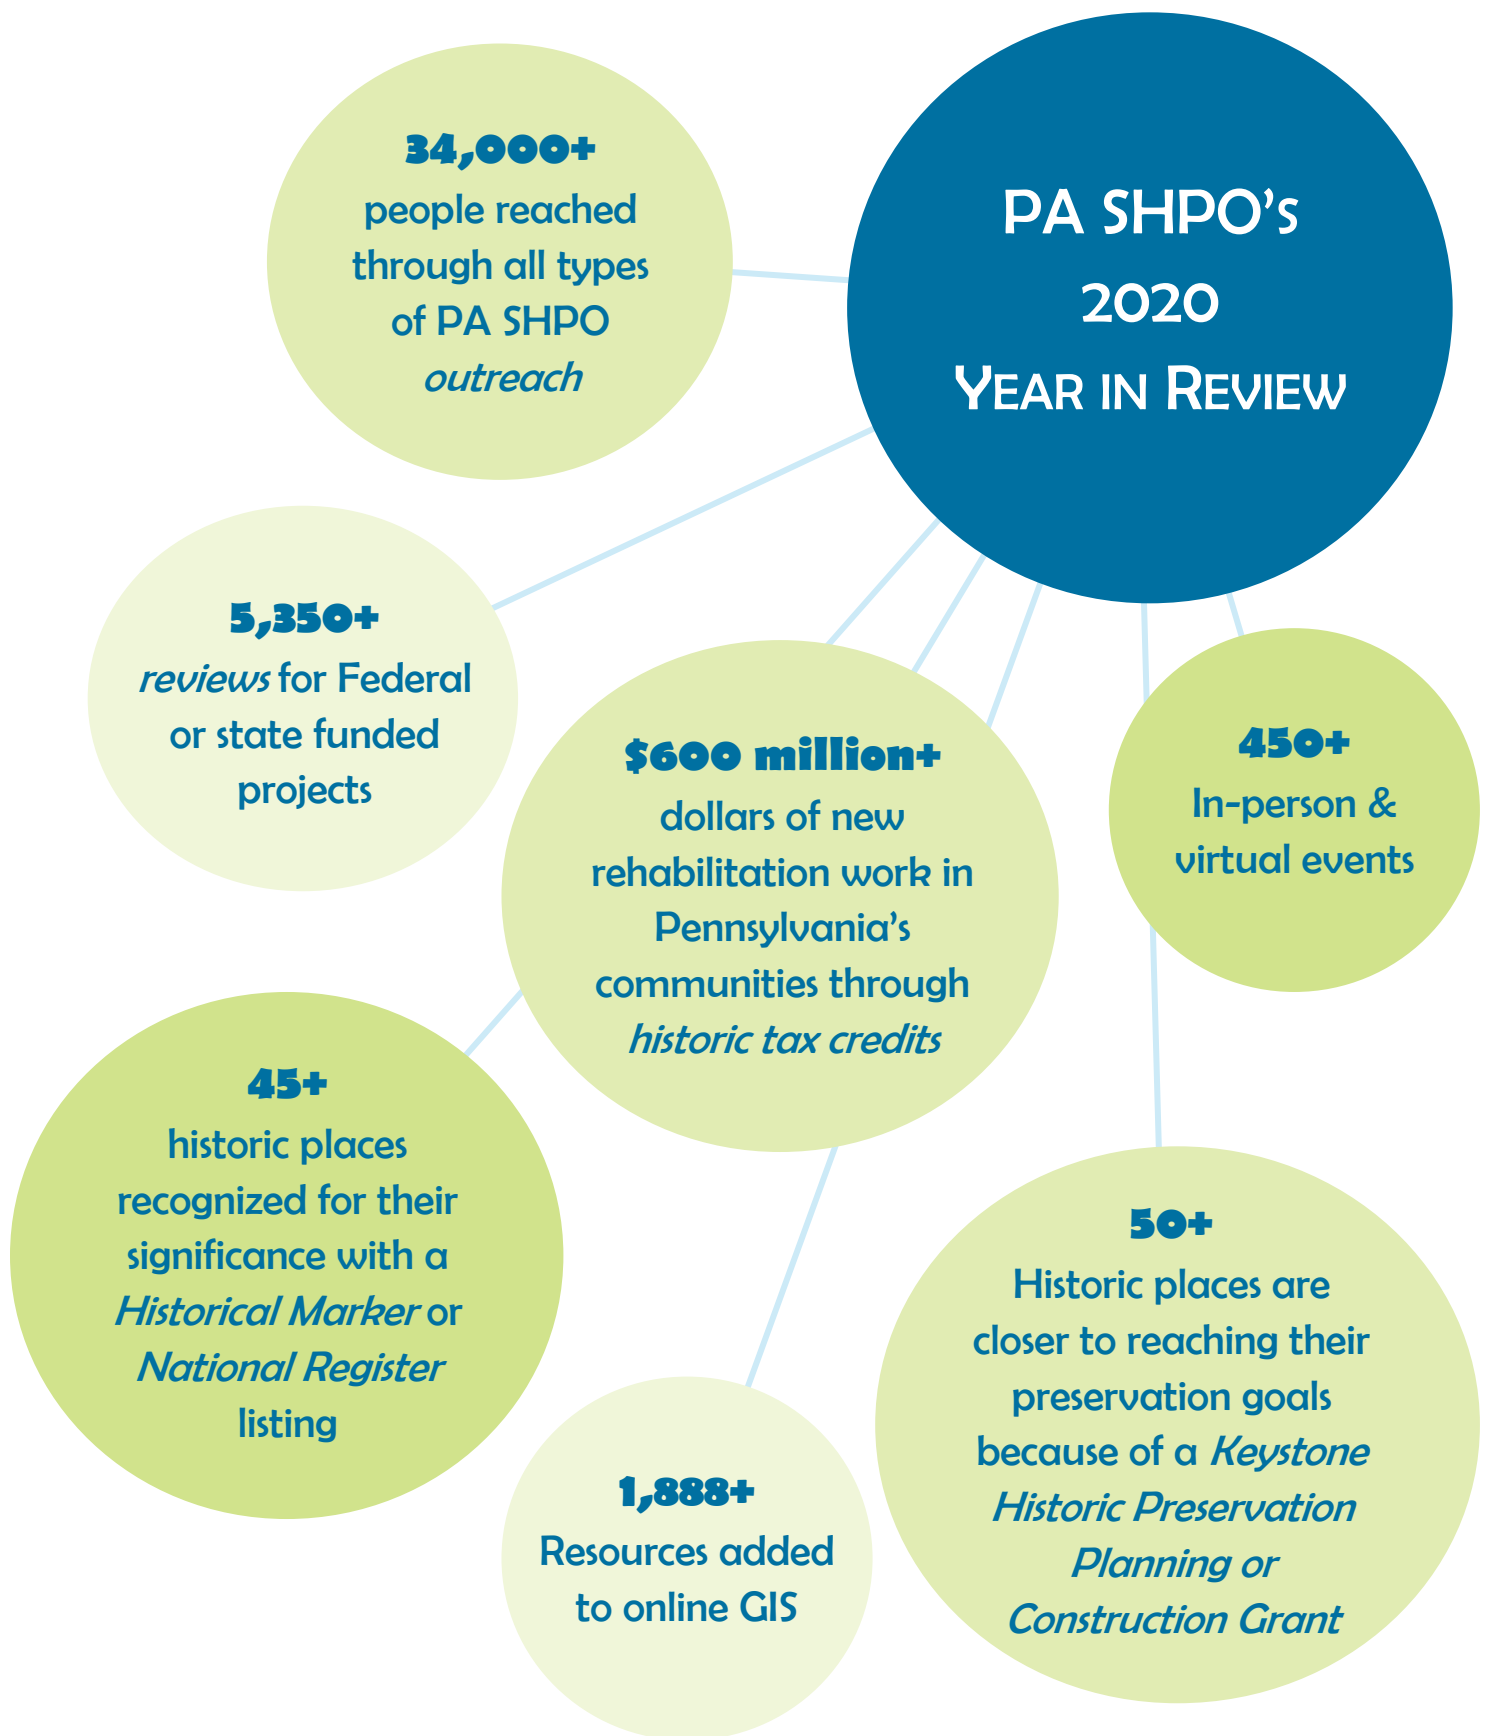 PA SHPO's
2020
YEAR IN REVIEW
34,000+
people reached
through all types
of PA SHPO
outreach
5,350+
reviews for Federal
or state funded
projects
$600 million+
dollars of new
rehabilitation work in
Pennsylvania's
communities through
historic tax credits
450+
In-person &
virtual events
45+
historic places
recognized for their
significance with a
Historical Marker or
National Register
listing
50+
Historic places are
closer to reaching their
preservation goals
because of a Keystone
Historic Preservation
Planning or
Construction Grant
1,888+
Resources added
to online GIS